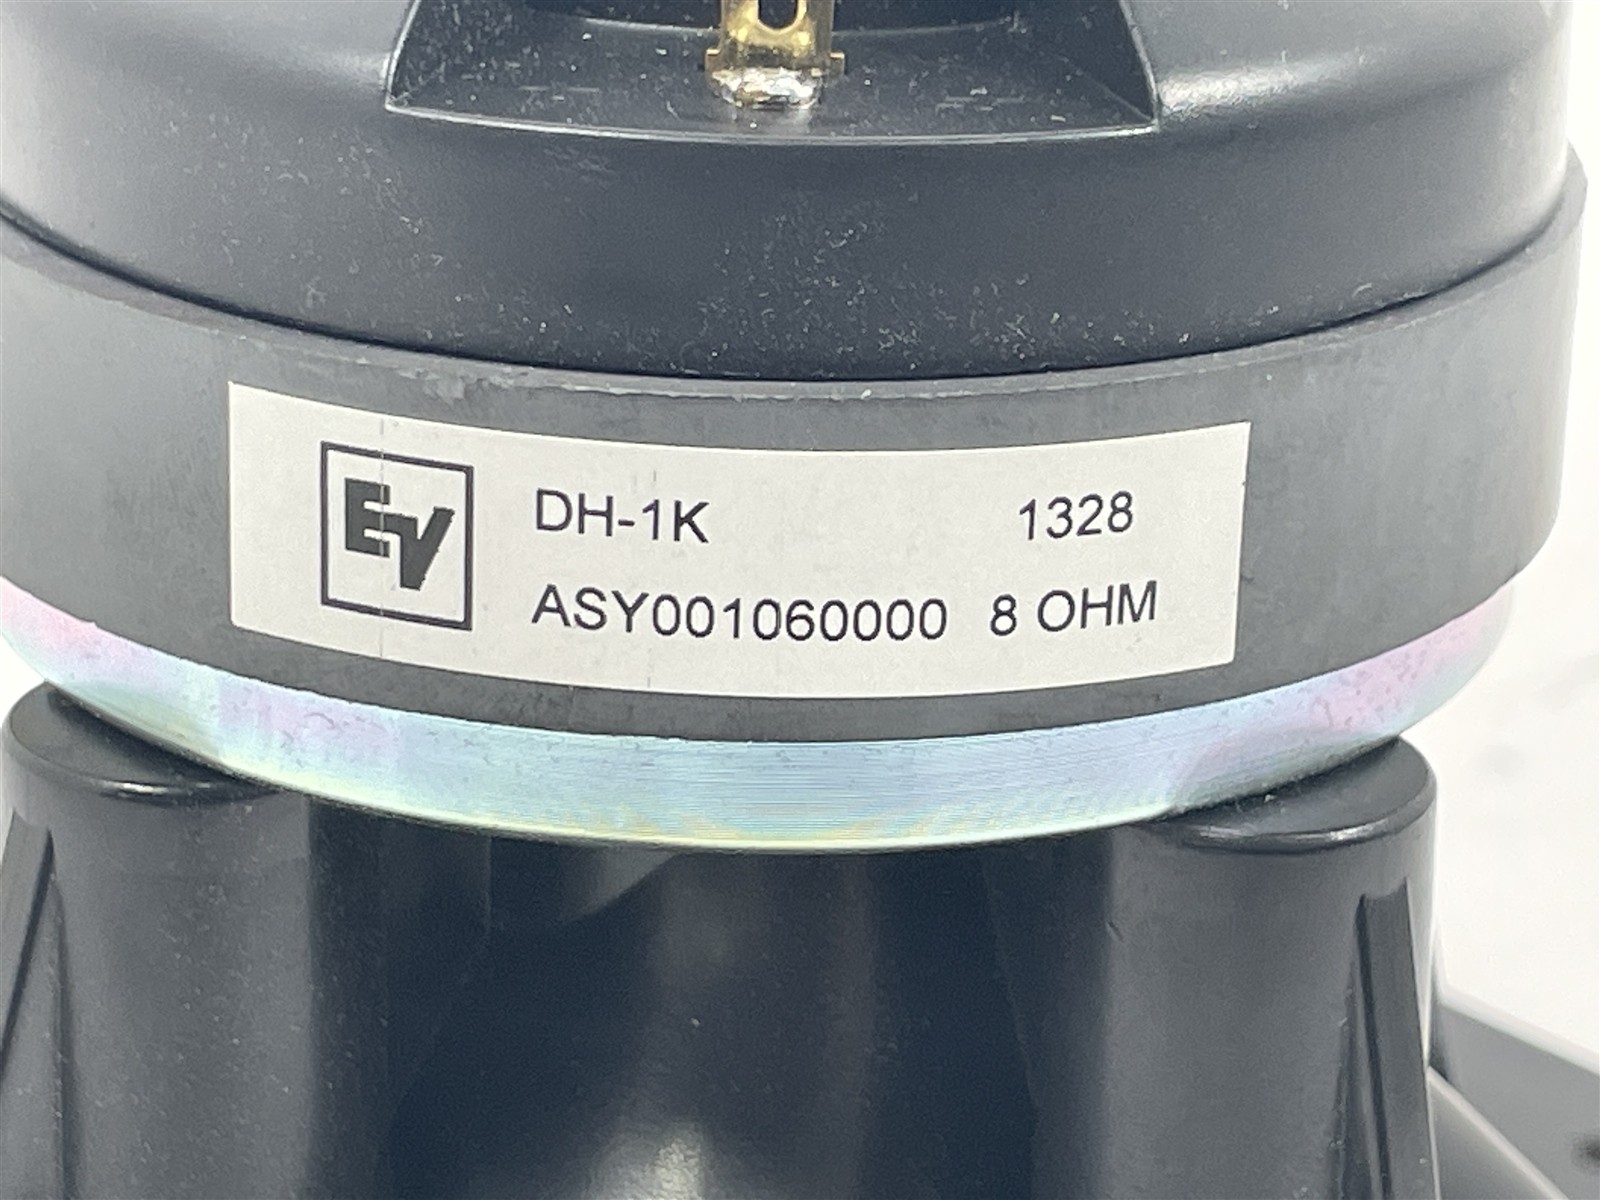 EV
DH-1K 1328
ASY001060000 8 OHM